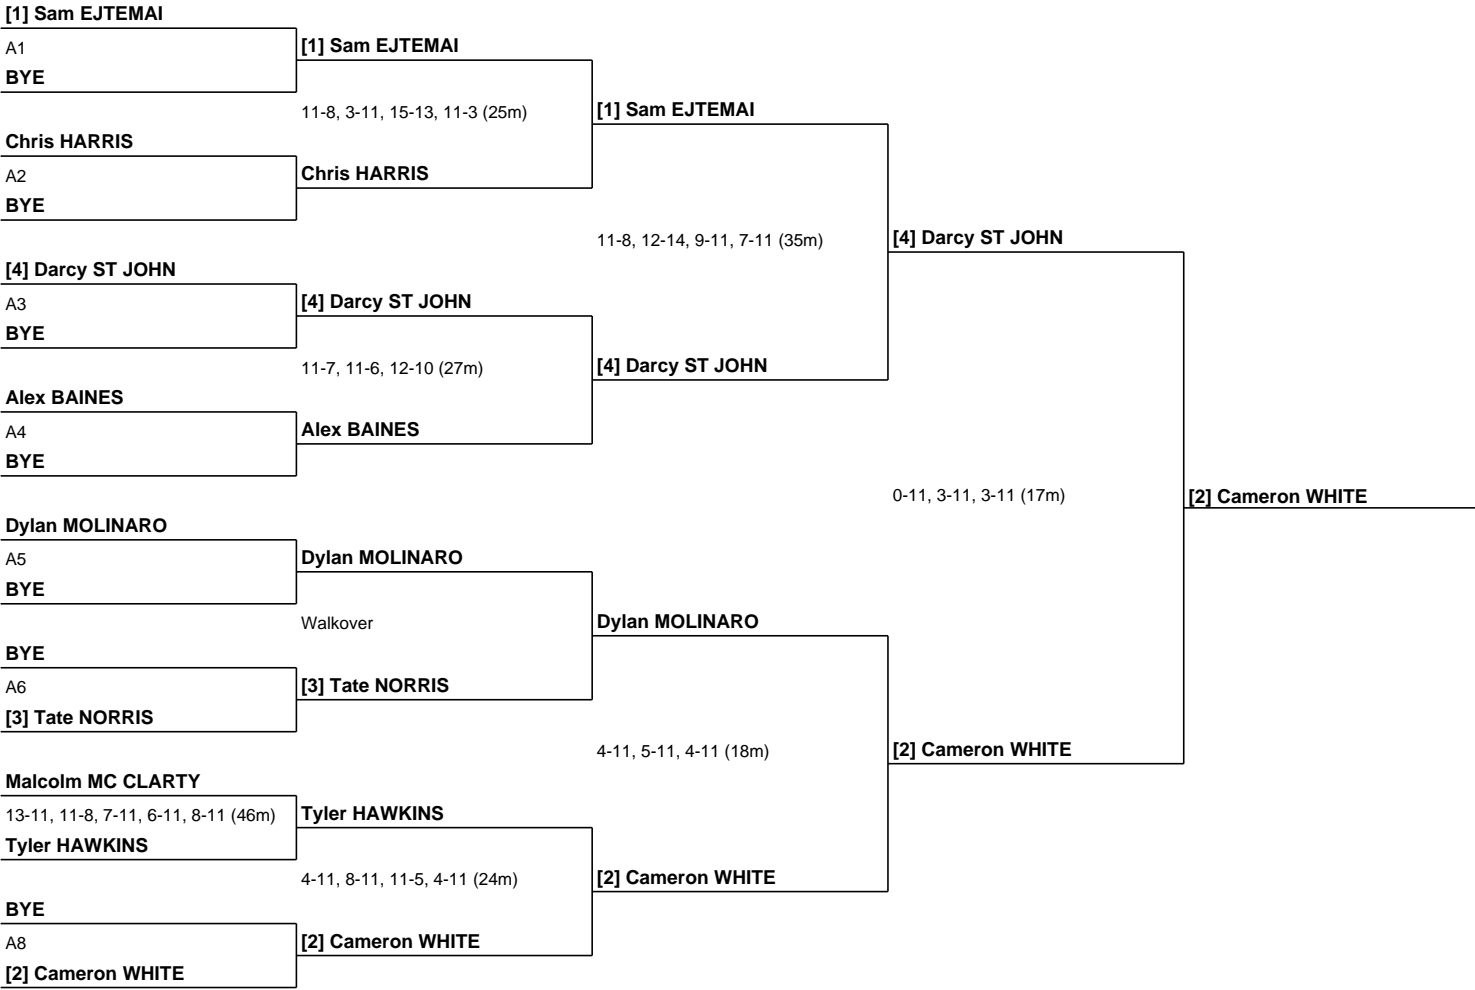 [1] Sam EJTEMAI
A1
BYE
Chris HARRIS
A2
BYE
[4] Darcy ST JOHN
A3
BYE
Alex BAINES
A4
BYE
Dylan MOLINARO
A5
BYE
BYE
A6
[3] Tate NORRIS
Malcolm MC CLARTY
13-11, 11-8, 7-11, 6-11, 8-11 (46m)
Tyler HAWKINS
BYE
A8
[2] Cameron WHITE
[1] Sam EJTEMAI
11-8, 3-11, 15-13, 11-3 (25m)
Chris HARRIS
[4] Darcy ST JOHN
11-7, 11-6, 12-10 (27m)
Alex BAINES
Dylan MOLINARO
Walkover
[3] Tate NORRIS
Tyler HAWKINS
4-11, 8-11, 11-5, 4-11 (24m)
[2] Cameron WHITE
[1] Sam EJTEMAI
11-8, 12-14, 9-11, 7-11 (35m)
[4] Darcy ST JOHN
Dylan MOLINARO
4-11, 5-11, 4-11 (18m)
[2] Cameron WHITE
[4] Darcy ST JOHN
0-11, 3-11, 3-11 (17m)
[2] Cameron WHITE
[2] Cameron WHITE